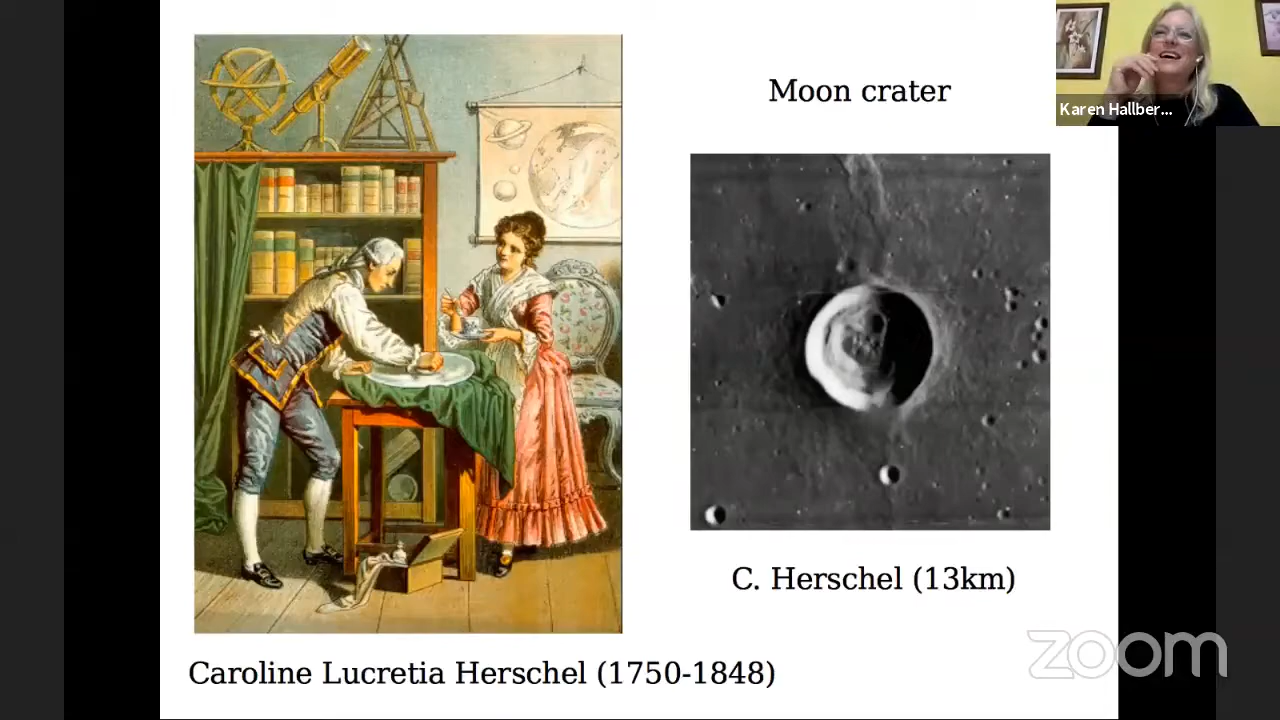 Moon crater
Karen Hallber...
C. Herschel (13km)
zoom
Caroline Lucretia Herschel (1750-1848)